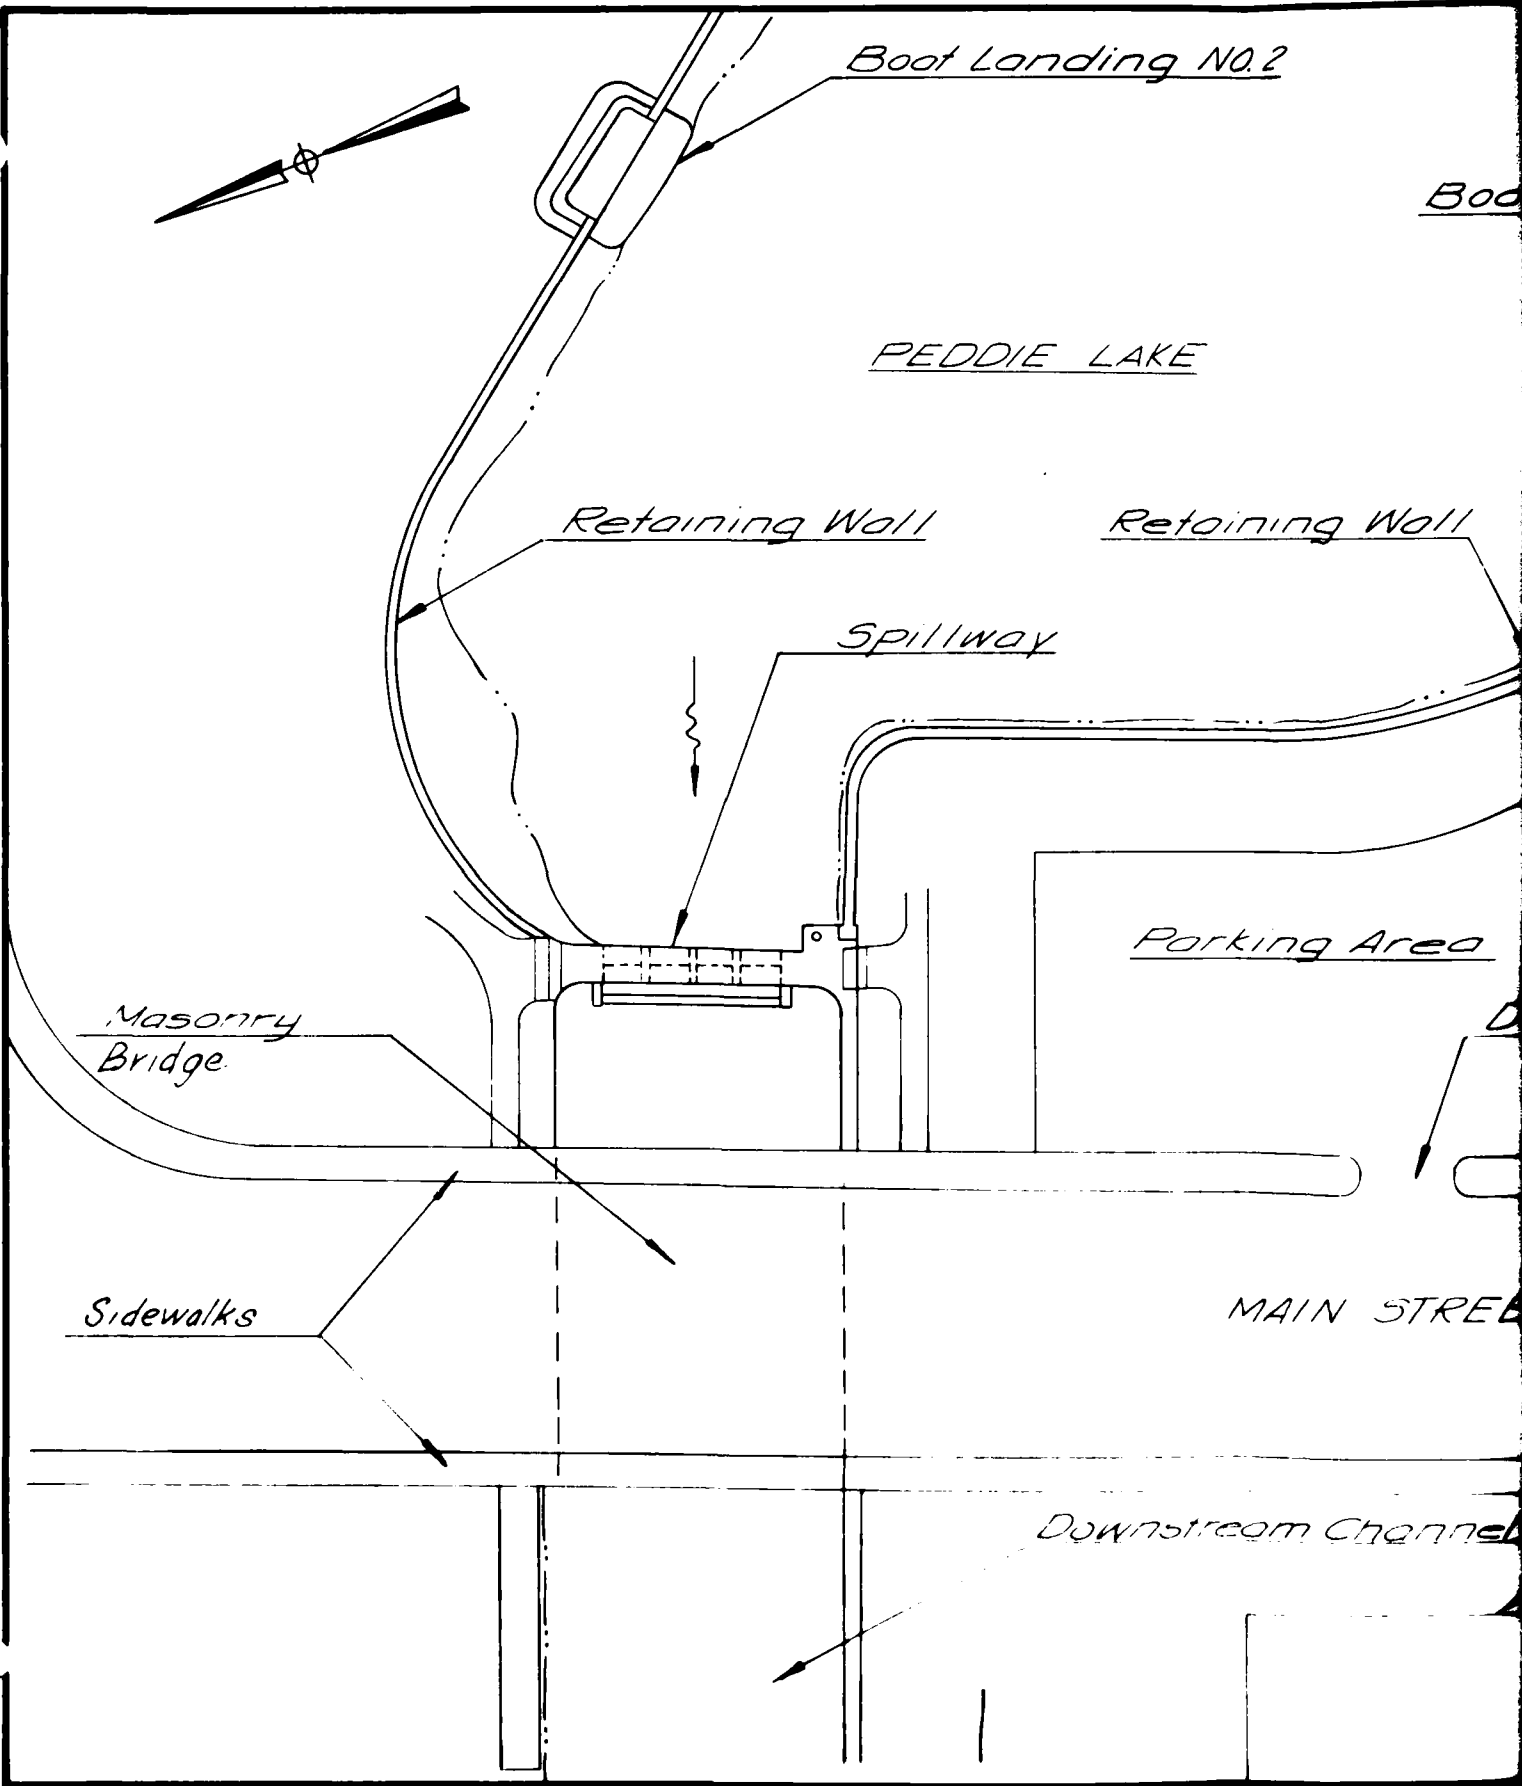 Boat Landing NO.2
PEDDIE LAKE
Retaining Wall
Retaining Wall
Spillway
Parking Area
Masonry
Bridge
Sidewalks
MAIN STREE
Downstream Channel